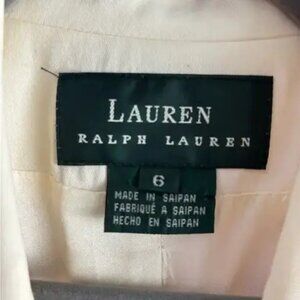 LAUREN
RALPH LAUREN
6
MADE IN SAIPAN
FABRIQUÉ A SAIPAN
HECHO EN SAIPAN